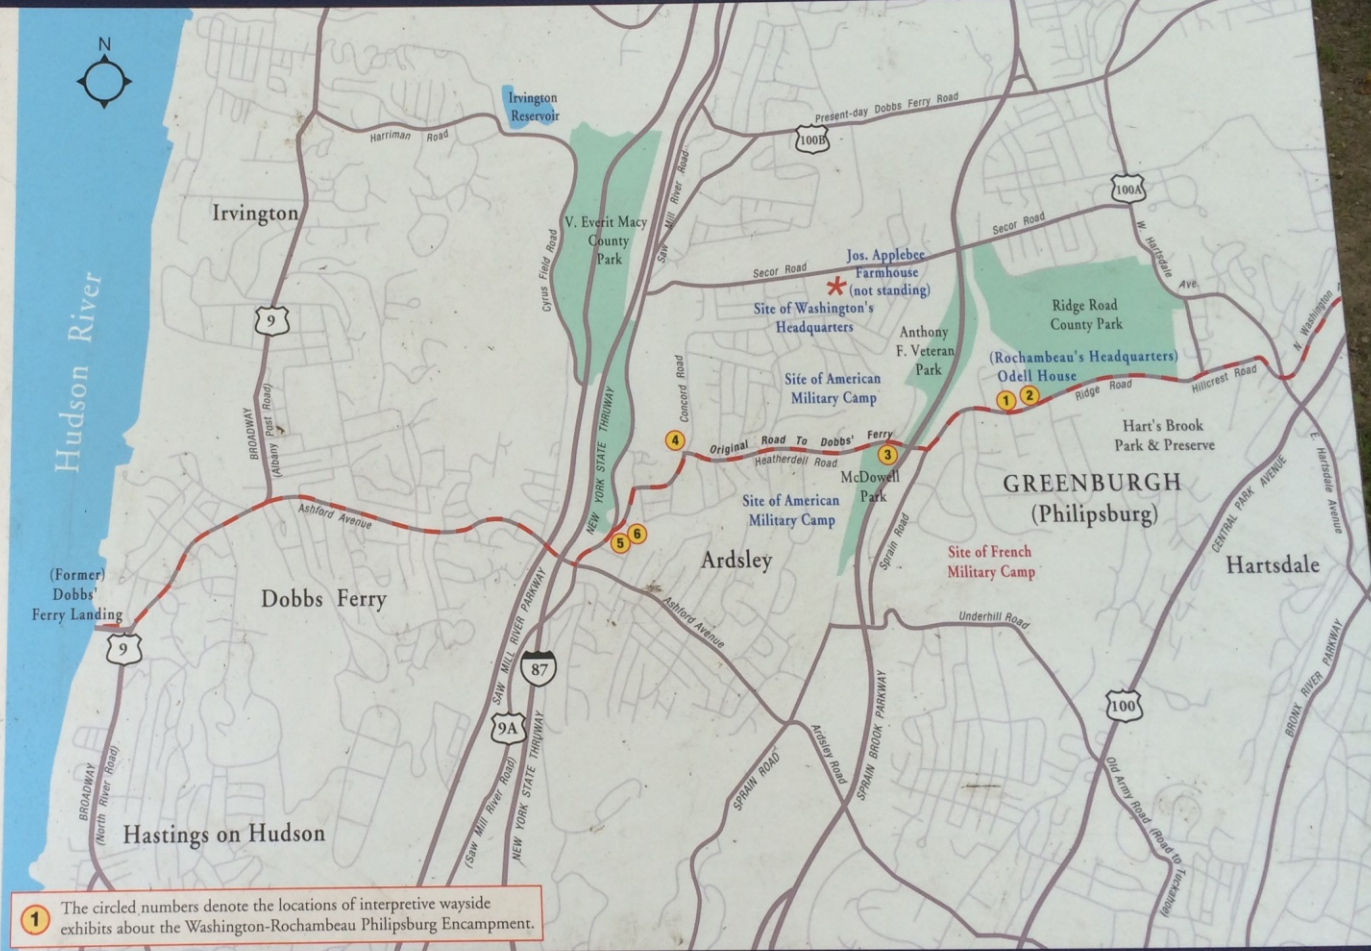 N
Irvington
Reservoir
Harriman Road
Present-day Dobbs Ferry Road
100B
100A
Irvington
V. Everit Macy
County
Park
Saw Mill River Road
Cyrus Field Road
Secor Road
Secor Road
W. Hartsdale
Ave.
Jos. Applebee
Farmhouse
(not standing)
*
Site of Washington's
Headquarters
Ridge Road
County Park
Anthony
F. Veteran
Park
N. Washington
Hudson River
9
BROADWAY
(Albany Post Road)
(Rochambeau's Headquarters)
Odell House
1
2
Ridge Road
Hillcrest Road
Site of American
Military Camp
Concord Road
NEW YORK STATE THRUWAY
4
Original Road To Dobbs' Ferry
Heatherdell Road
3
McDowell
Park
Hart's Brook
Park & Preserve
GREENBURGH
(Philipsburg)
CENTRAL PARK AVENUE
E. Hartsdale Avenue
Site of American
Military Camp
Ashford Avenue
5
6
Ardsley
Sprain Road
Site of French
Military Camp
Hartsdale
(Former)
Dobbs'
Ferry Landing
Dobbs Ferry
9
Ashford Avenue
Underhill Road
SAW MILL RIVER PARKWAY
87
9A
NEW YORK STATE THRUWAY
(Saw Mill River Road)
SPRAIN BROOK PARKWAY
SPRAIN ROAD
Ardsley Road
100
BRONX RIVER PARKWAY
Old Army Road (Road to Tuckahoe)
BROADWAY
(North River Road)
Hastings on Hudson
1
The circled numbers denote the locations of interpretive wayside
exhibits about the Washington-Rochambeau Philipsburg Encampment.